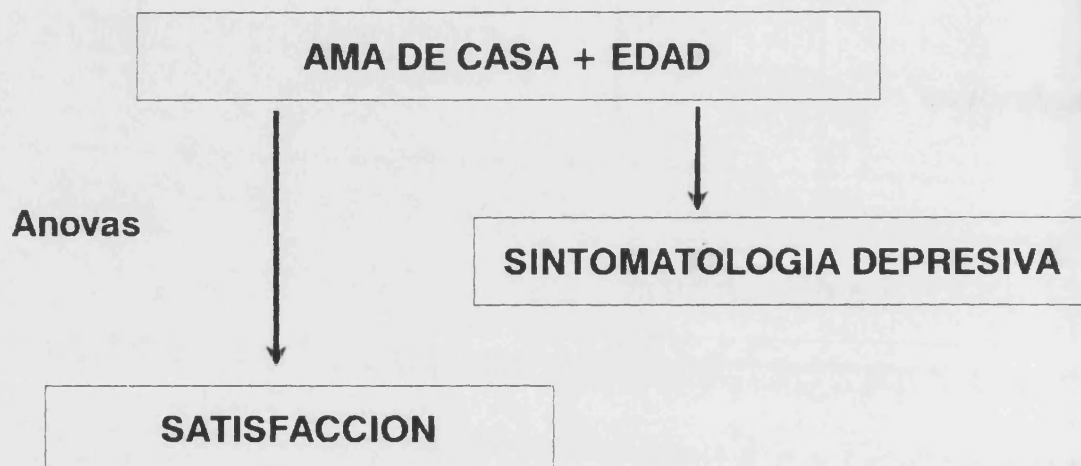 AMA DE CASA + EDAD
Anovas
SINTOMATOLOGIA DEPRESIVA
SATISFACCION